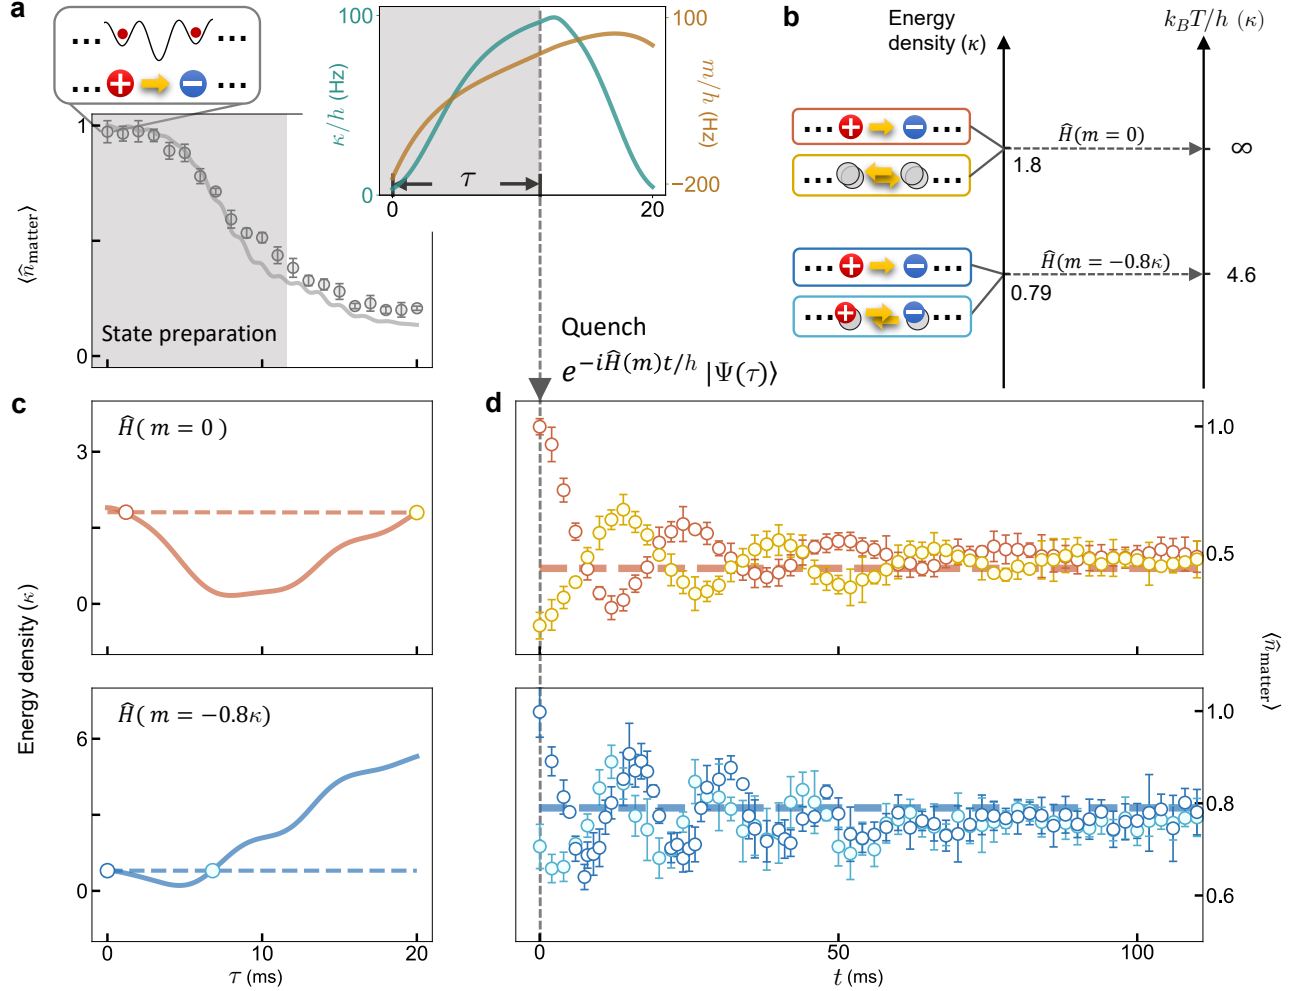 a
... ...
... + − ...
1
⟨n̂matter⟩
0
State preparation
100
κ/h (Hz)
0
τ
0
20
100
m/h (Hz)
−200
b
Energy
density (κ)
kBT/h (κ)
... + − ...
... ...
1.8
Ĥ(m = 0)
∞
... + − ...
... + − ...
0.79
Ĥ(m = −0.8κ)
4.6
Quench
e^{−iĤ(m)t/ℏ} |Ψ(τ)⟩
c
Ĥ( m = 0 )
3
0
Energy density (κ)
Ĥ( m = −0.8κ)
6
0
0
10
20
τ (ms)
d
1.0
0.5
⟨n̂matter⟩
1.0
0.8
0.6
0
50
100
t (ms)